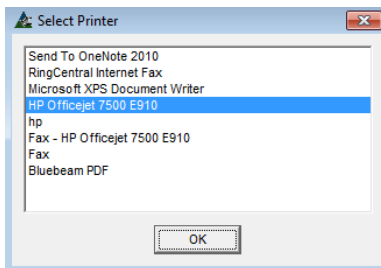 Select Printer
Send To OneNote 2010
RingCentral Internet Fax
Microsoft XPS Document Writer
HP Officejet 7500 E910
hp
Fax - HP Officejet 7500 E910
Fax
Bluebeam PDF
OK